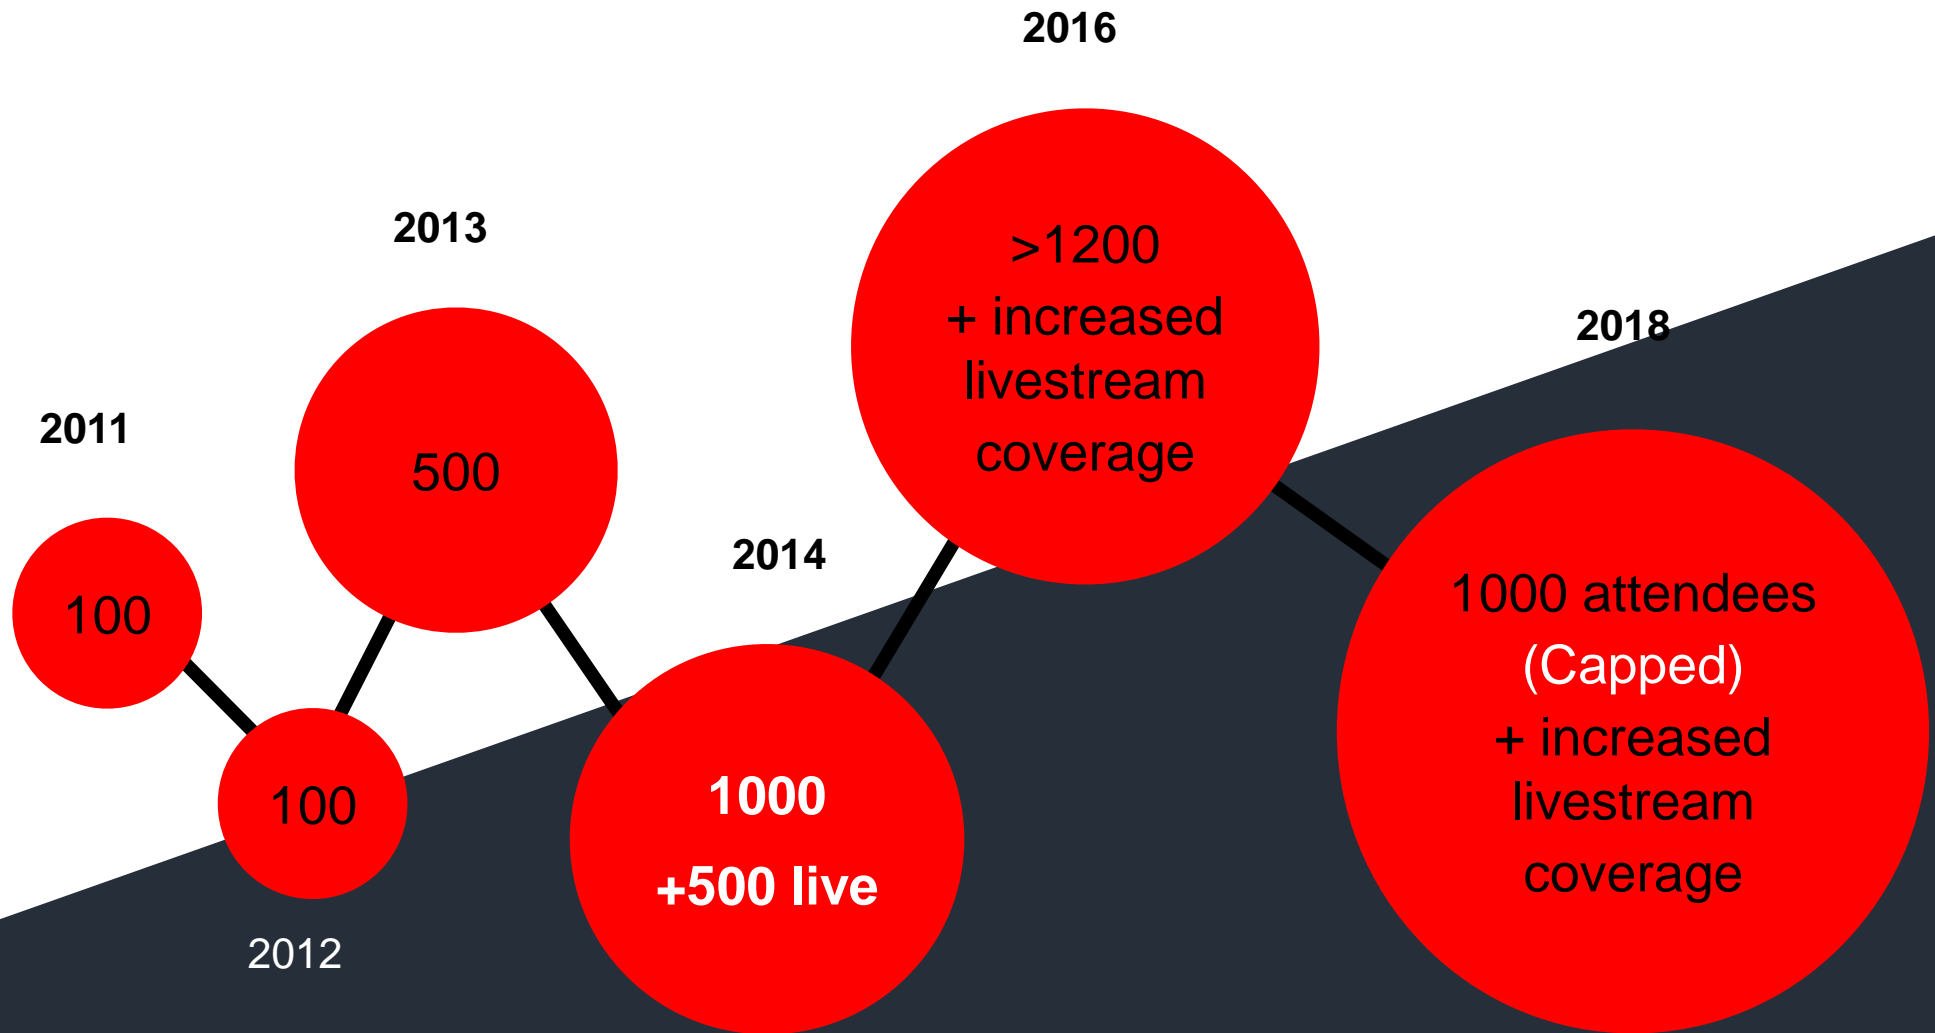 2011
100
100
2012
2013
500
2014
1000
+500 live
2016
>1200
+ increased
livestream
coverage
2018
1000 attendees
(Capped)
+ increased
livestream
coverage